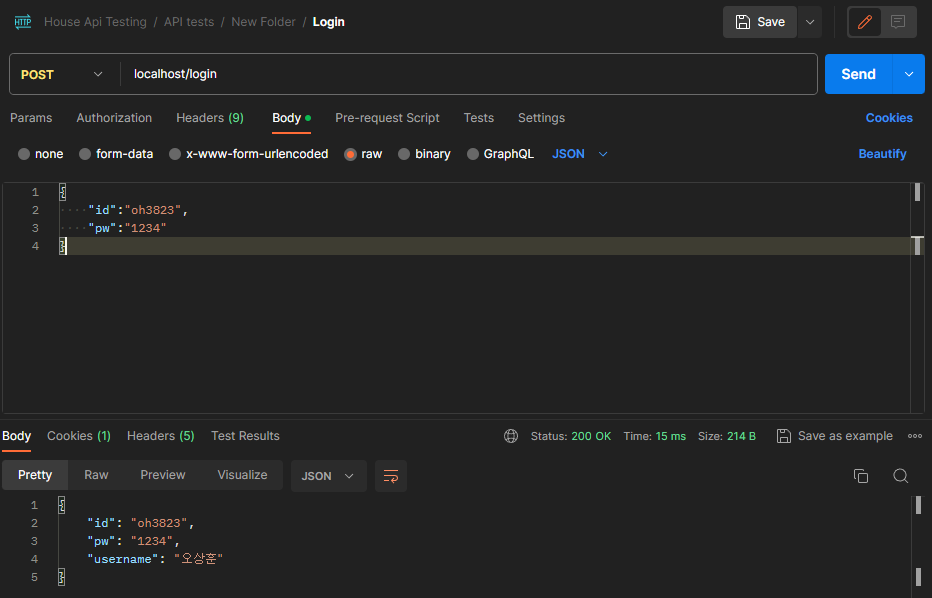 HTTP House Api Testing / API tests / New Folder / Login Save
POST localhost/login Send
Params Authorization Headers (9) Body Pre-request Script Tests Settings Cookies
none form-data x-www-form-urlencoded raw binary GraphQL JSON Beautify
1 {
2 ····"id":"oh3823",
3 ····"pw":"1234"
4 }
Body Cookies (1) Headers (5) Test Results Status: 200 OK Time: 15 ms Size: 214 B Save as example
Pretty Raw Preview Visualize JSON
1 {
2 "id": "oh3823",
3 "pw": "1234",
4 "username": "오상훈"
5 }